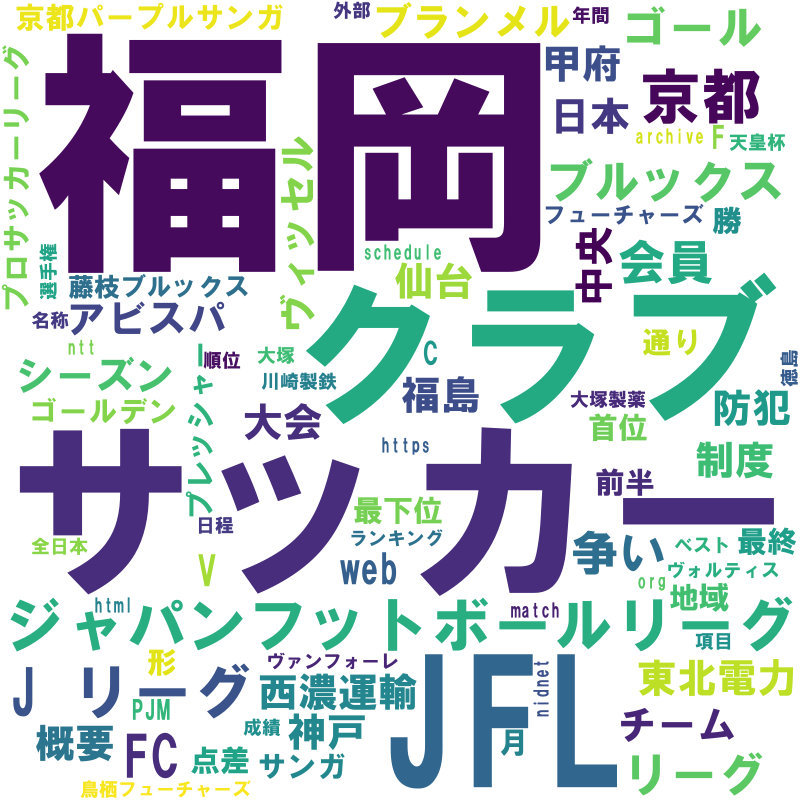 京都パープルサンガ
外部
ブランメル
年間
ゴール
福岡
甲府
京都
日本
archive
F
天皇杯
プロサッカーリーグ
ヴィッセル
ブルックス
フューチャーズ
勝
選手権
schedule
仙台
中央
会員
藤枝ブルックス
名称
アビスパ
クラブ
通り
ntt
順位
大塚
C
徳島
シーズン
川崎製鉄
福島
大塚製薬
防犯
ゴールデン
プレッシャー
大会
首位
https
制度
サッカー
前半
最下位
日程
全日本
ランキング
争い
ベスト
最終
V
web
ヴォルティス
org
地域
html
match
ジャパンフットボールリーグ
項目
形
ヴァンフォーレ
nidnet
J リーグ
西濃運輸
JFL
東北電力
PJM
成績
神戸
月
チーム
概要
FC
点差
サンガ
リーグ
鳥栖フューチャーズ